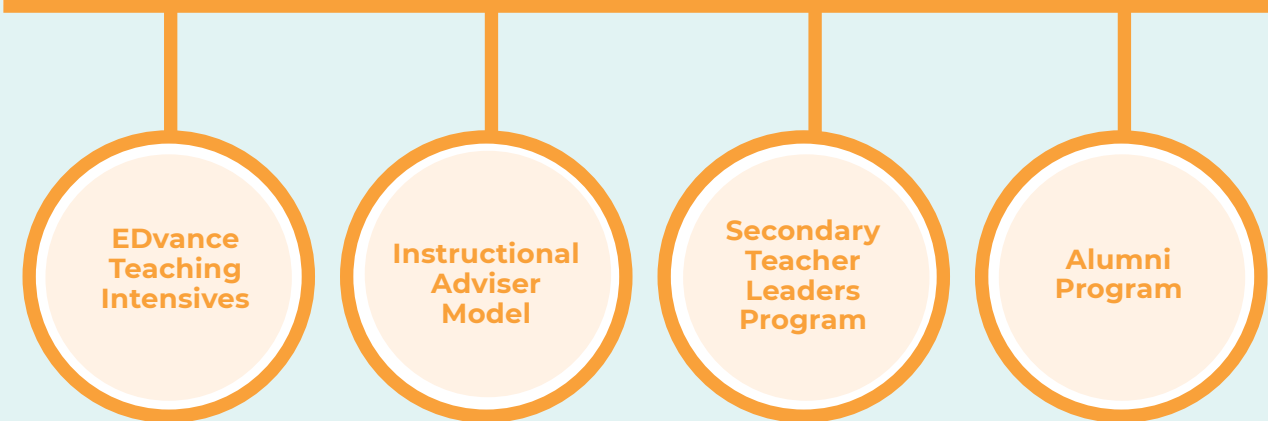 EDvance
Teaching
Intensives
Instructional
Adviser
Model
Secondary
Teacher
Leaders
Program
Alumni
Program